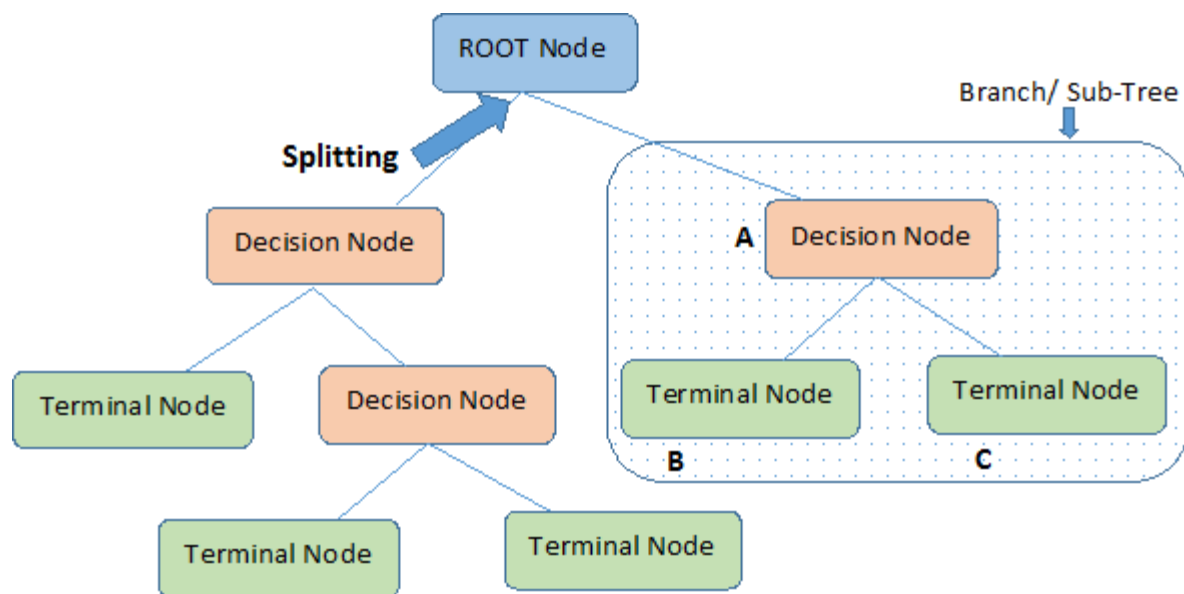 ROOT Node
Branch/ Sub-Tree
Splitting
Decision Node
A
Decision Node
Terminal Node
Decision Node
Terminal Node
Terminal Node
B
C
Terminal Node
Terminal Node